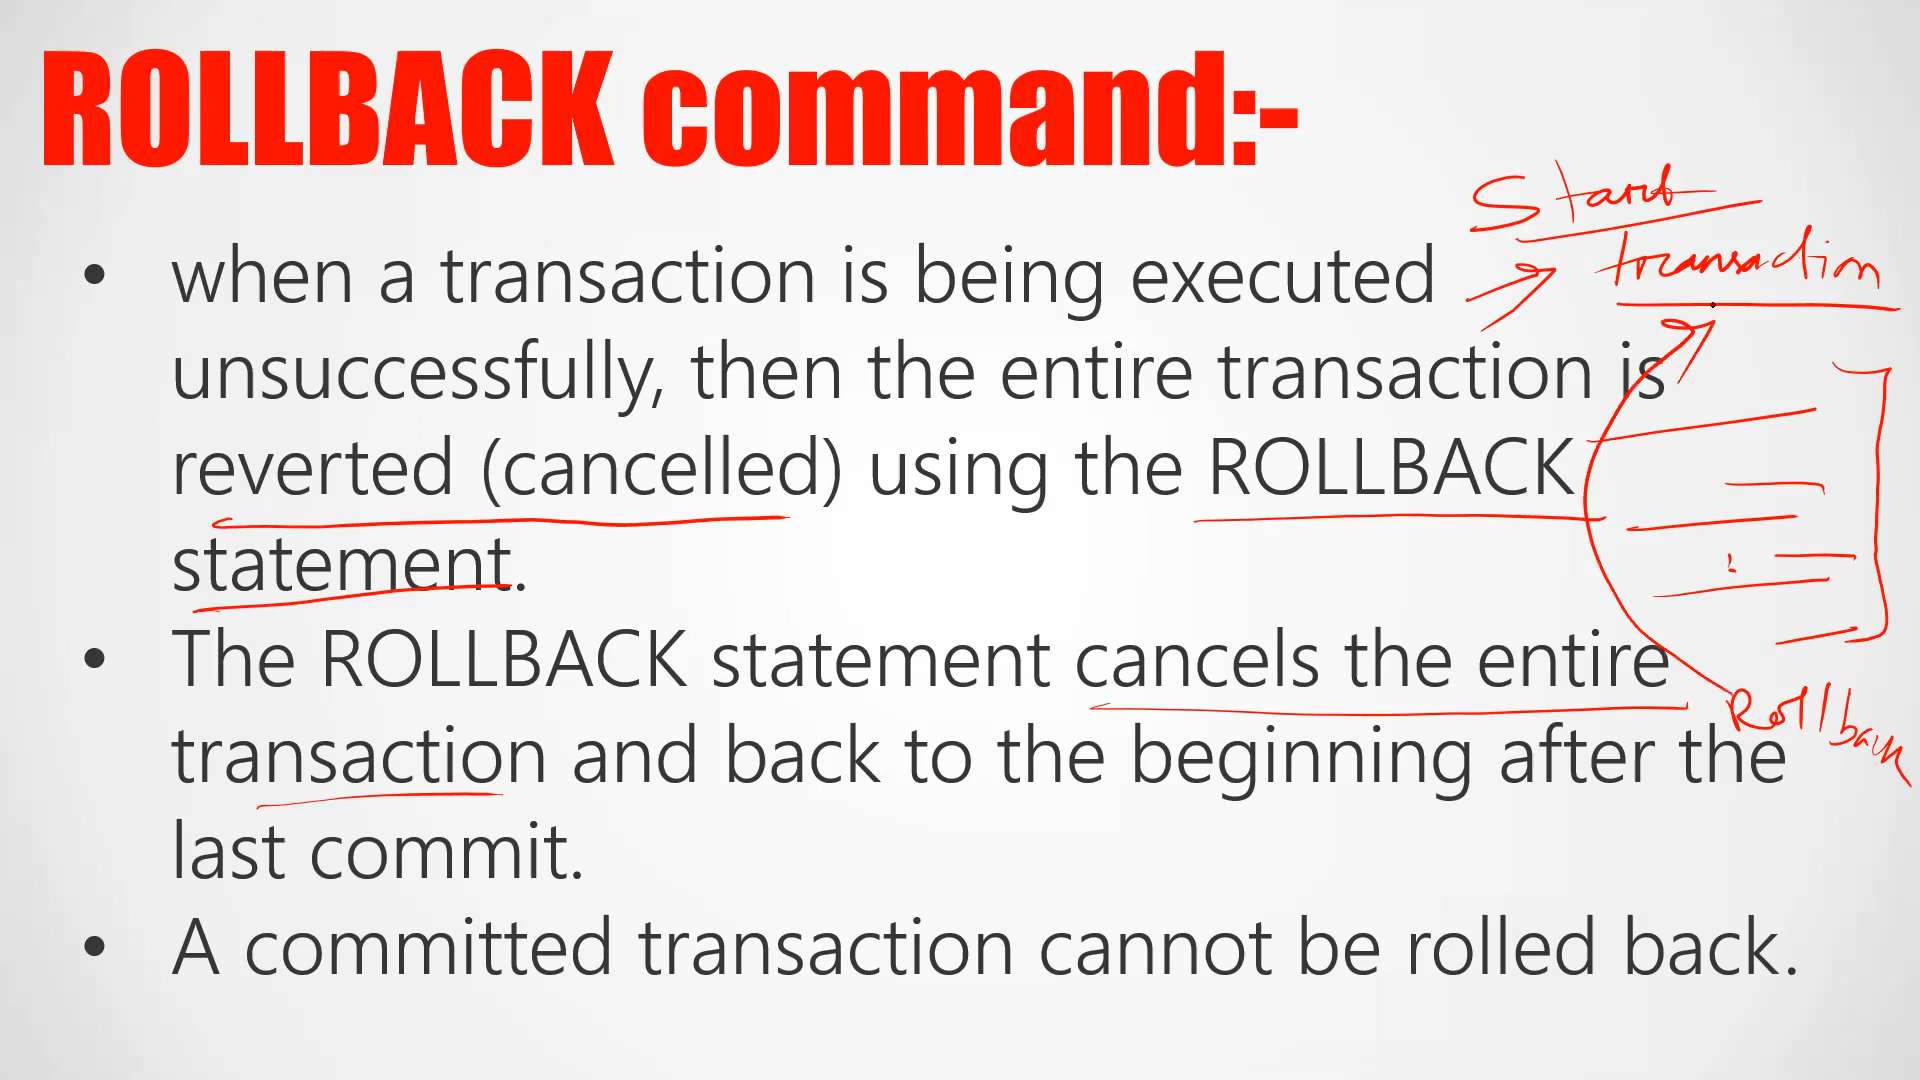 ROLLBACK command:-
Start
transaction
• when a transaction is being executed
unsuccessfully, then the entire transaction is
reverted (cancelled) using the ROLLBACK
statement.
• The ROLLBACK statement cancels the entire
Rollback
transaction and back to the beginning after the
last commit.
• A committed transaction cannot be rolled back.